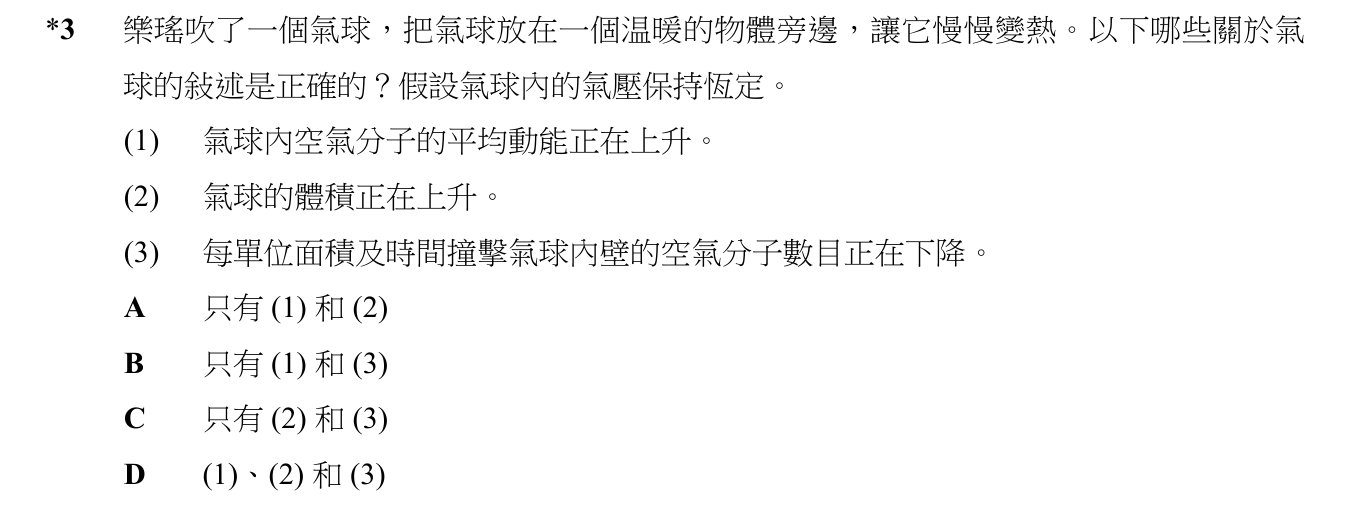 *3 樂瑤吹了一個氣球，把氣球放在一個温暖的物體旁邊，讓它慢慢變熱。以下哪些關於氣
球的敍述是正確的？假設氣球內的氣壓保持恆定。
(1) 氣球內空氣分子的平均動能正在上升。
(2) 氣球的體積正在上升。
(3) 每單位面積及時間撞擊氣球內壁的空氣分子數目正在下降。
A 只有 (1) 和 (2)
B 只有 (1) 和 (3)
C 只有 (2) 和 (3)
D (1)、(2) 和 (3)